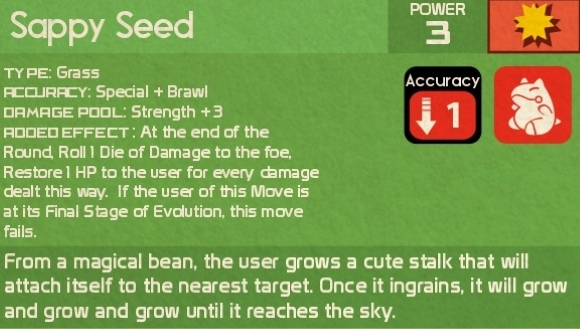 Sappy Seed
POWER
3
TYPE: Grass
ACCURACY: Special + Brawl
DAMAGE POOL: Strength +3
ADDED EFFECT: At the end of the
Round, Roll 1 Die of Damage to the foe,
Restore 1 HP to the user for every damage
dealt this way. If the user of this Move is
at its Final Stage of Evolution, this move
fails.
Accuracy
1
From a magical bean, the user grows a cute stalk that will
attach itself to the nearest target. Once it ingrains, it will grow
and grow and grow until it reaches the sky.